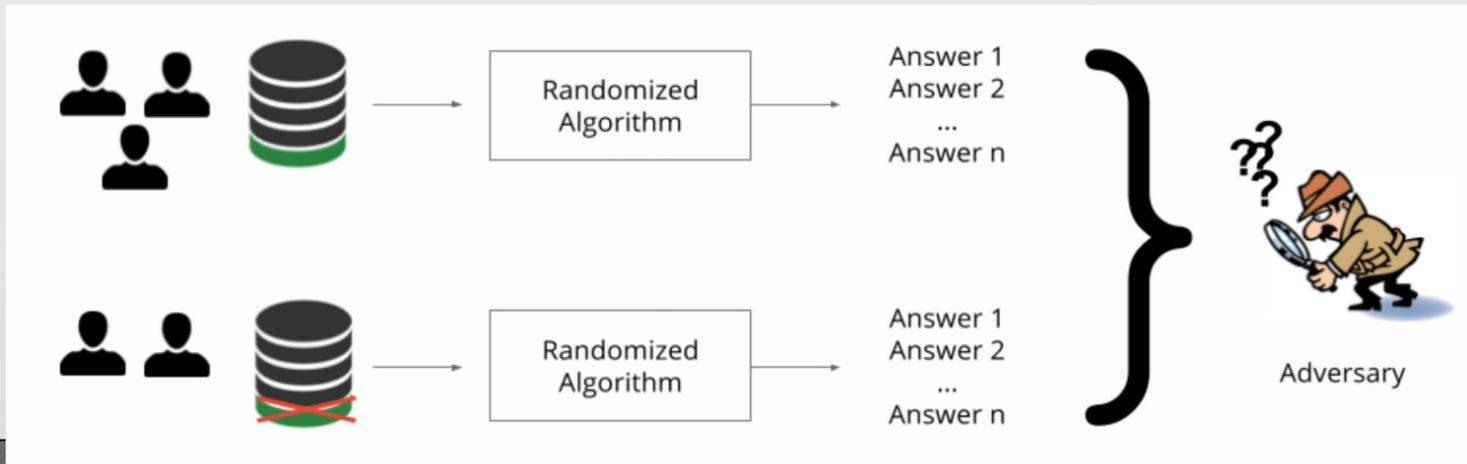 Randomized
Algorithm
Answer 1
Answer 2
...
Answer n
????
Randomized
Algorithm
Answer 1
Answer 2
...
Answer n
Adversary